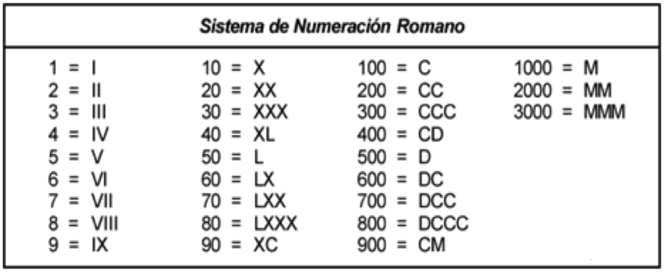 Sistema de Numeración Romano
1 = I 10 = X 100 = C 1000 = M
2 = II 20 = XX 200 = CC 2000 = MM
3 = III 30 = XXX 300 = CCC 3000 = MMM
4 = IV 40 = XL 400 = CD
5 = V 50 = L 500 = D
6 = VI 60 = LX 600 = DC
7 = VII 70 = LXX 700 = DCC
8 = VIII 80 = LXXX 800 = DCCC
9 = IX 90 = XC 900 = CM